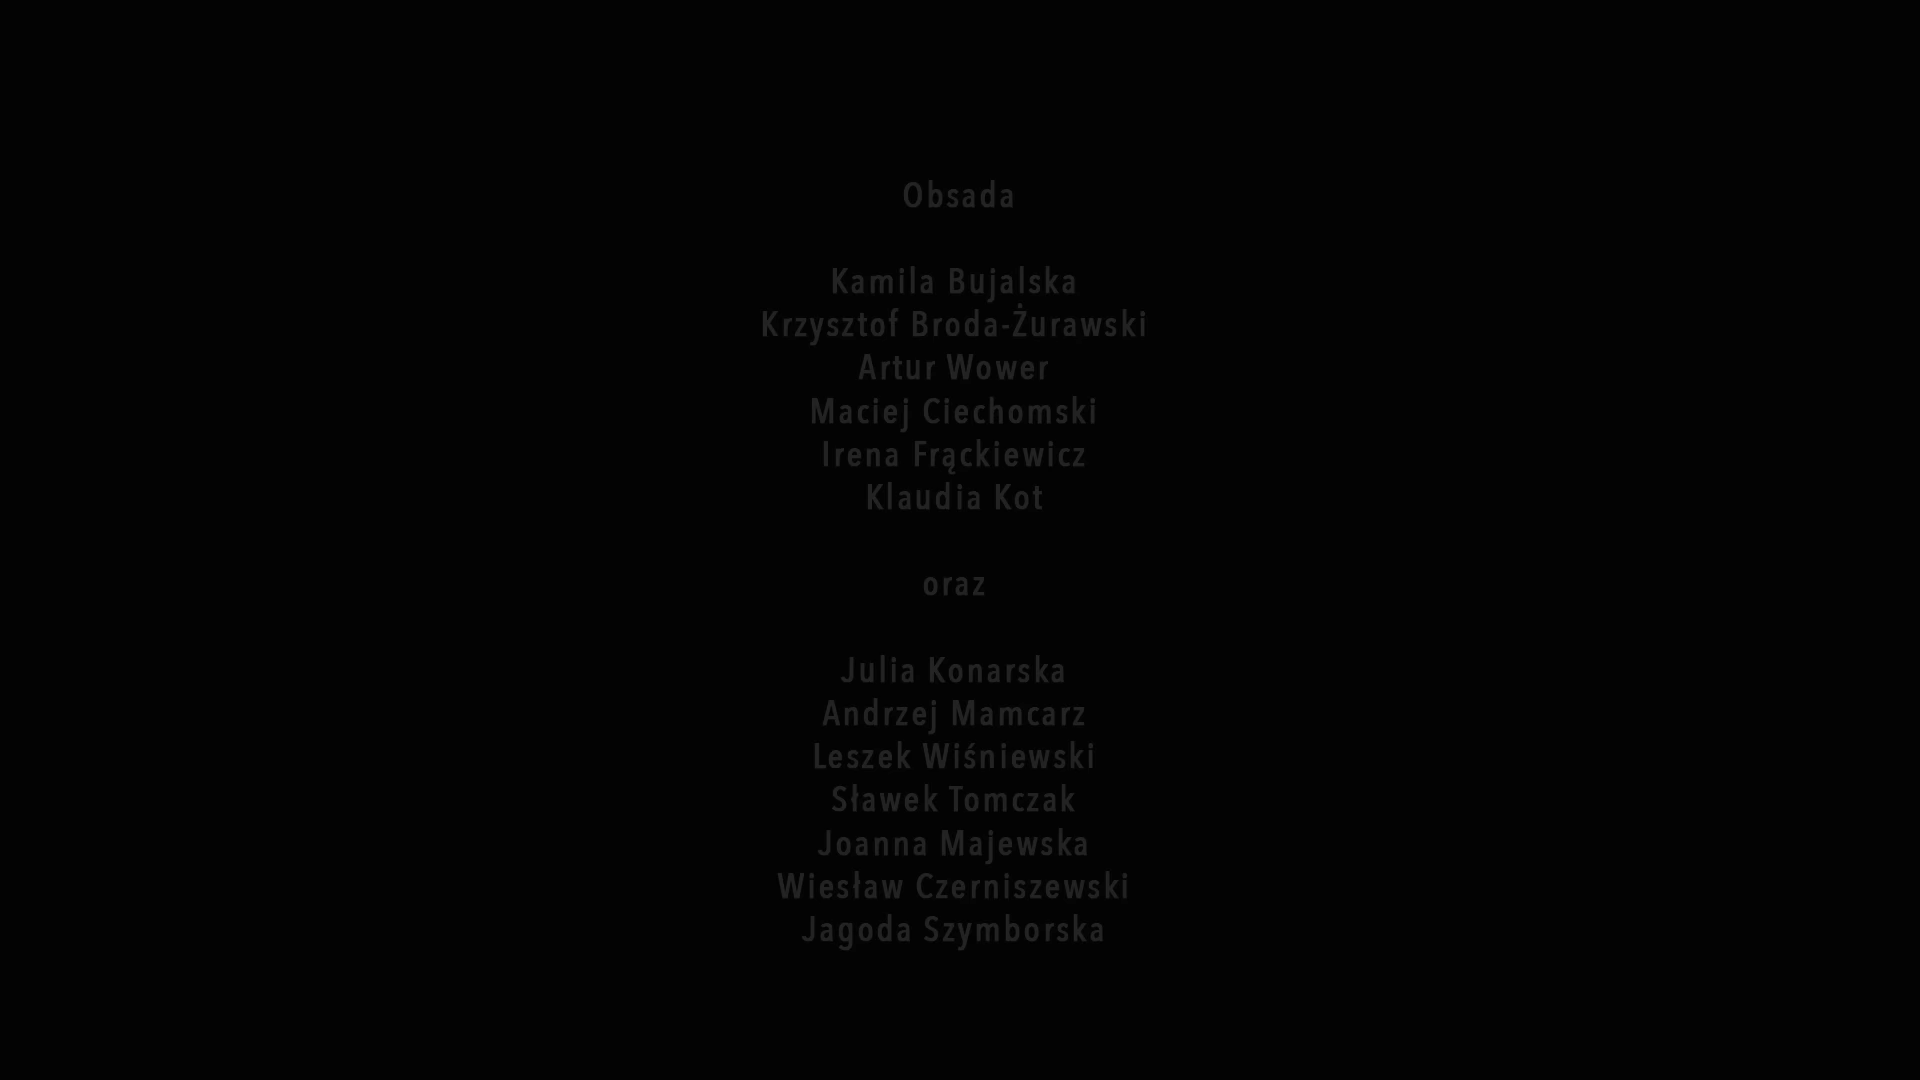 Obsada
Kamila Bujalska
Krzysztof Broda-Żurawski
Artur Wower
Maciej Ciechomski
Irena Frąckiewicz
Klaudia Kot
oraz
Julia Konarska
Andrzej Mamcarz
Leszek Wiśniewski
Sławek Tomczak
Joanna Majewska
Wiesław Czerniszewski
Jagoda Szymborska